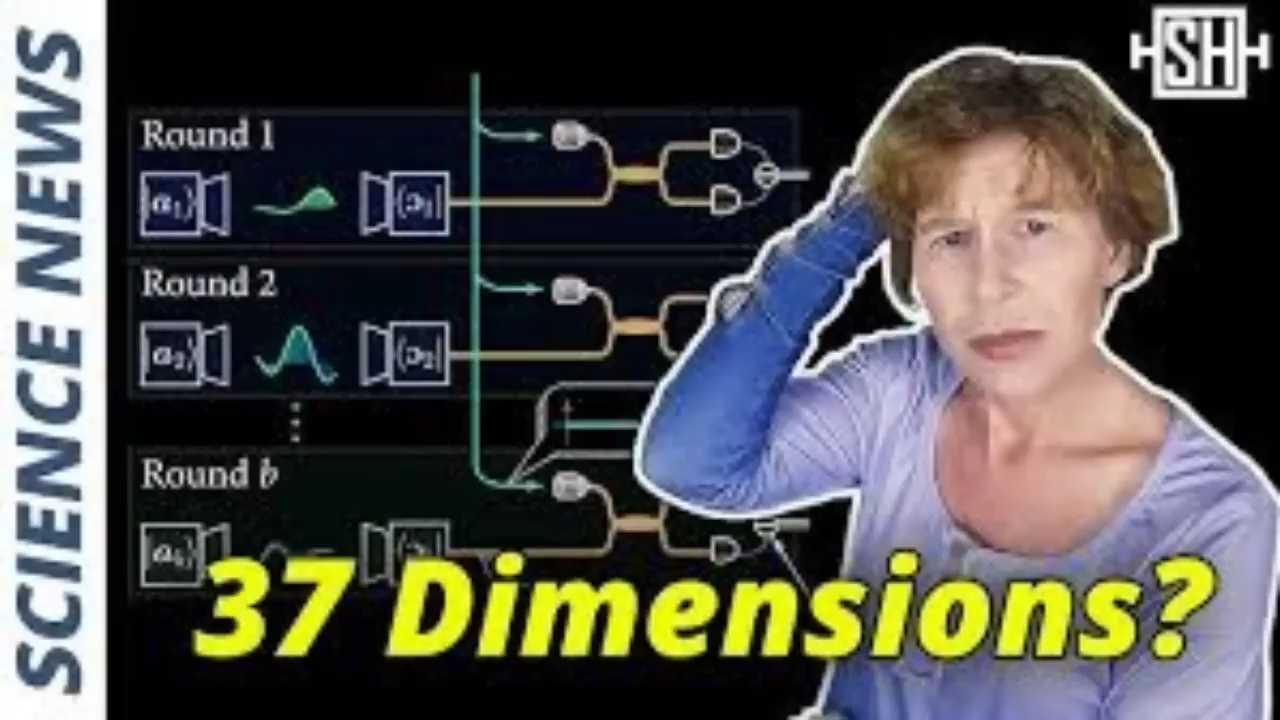 SCIENCE NEWS
SH
Round 1
Round 2
Round b
37 Dimensions?